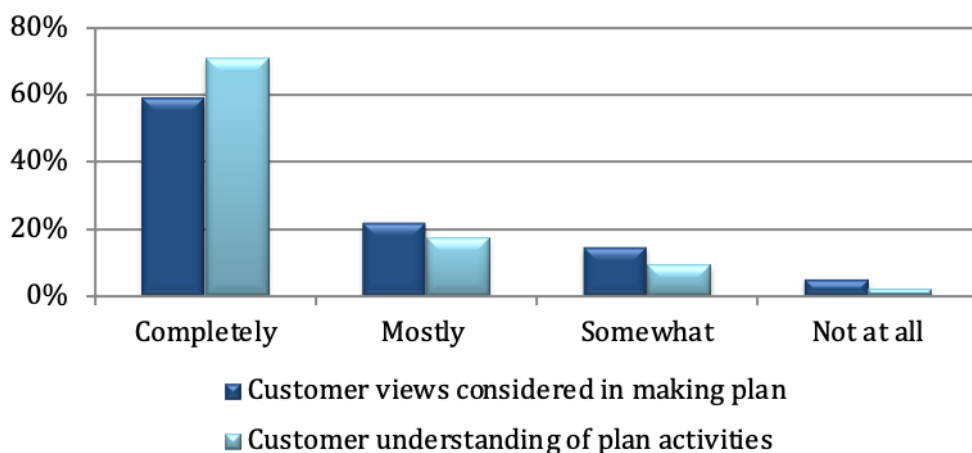 80%
60%
40%
20%
0%
Completely Mostly Somewhat Not at all
Customer views considered in making plan
Customer understanding of plan activities